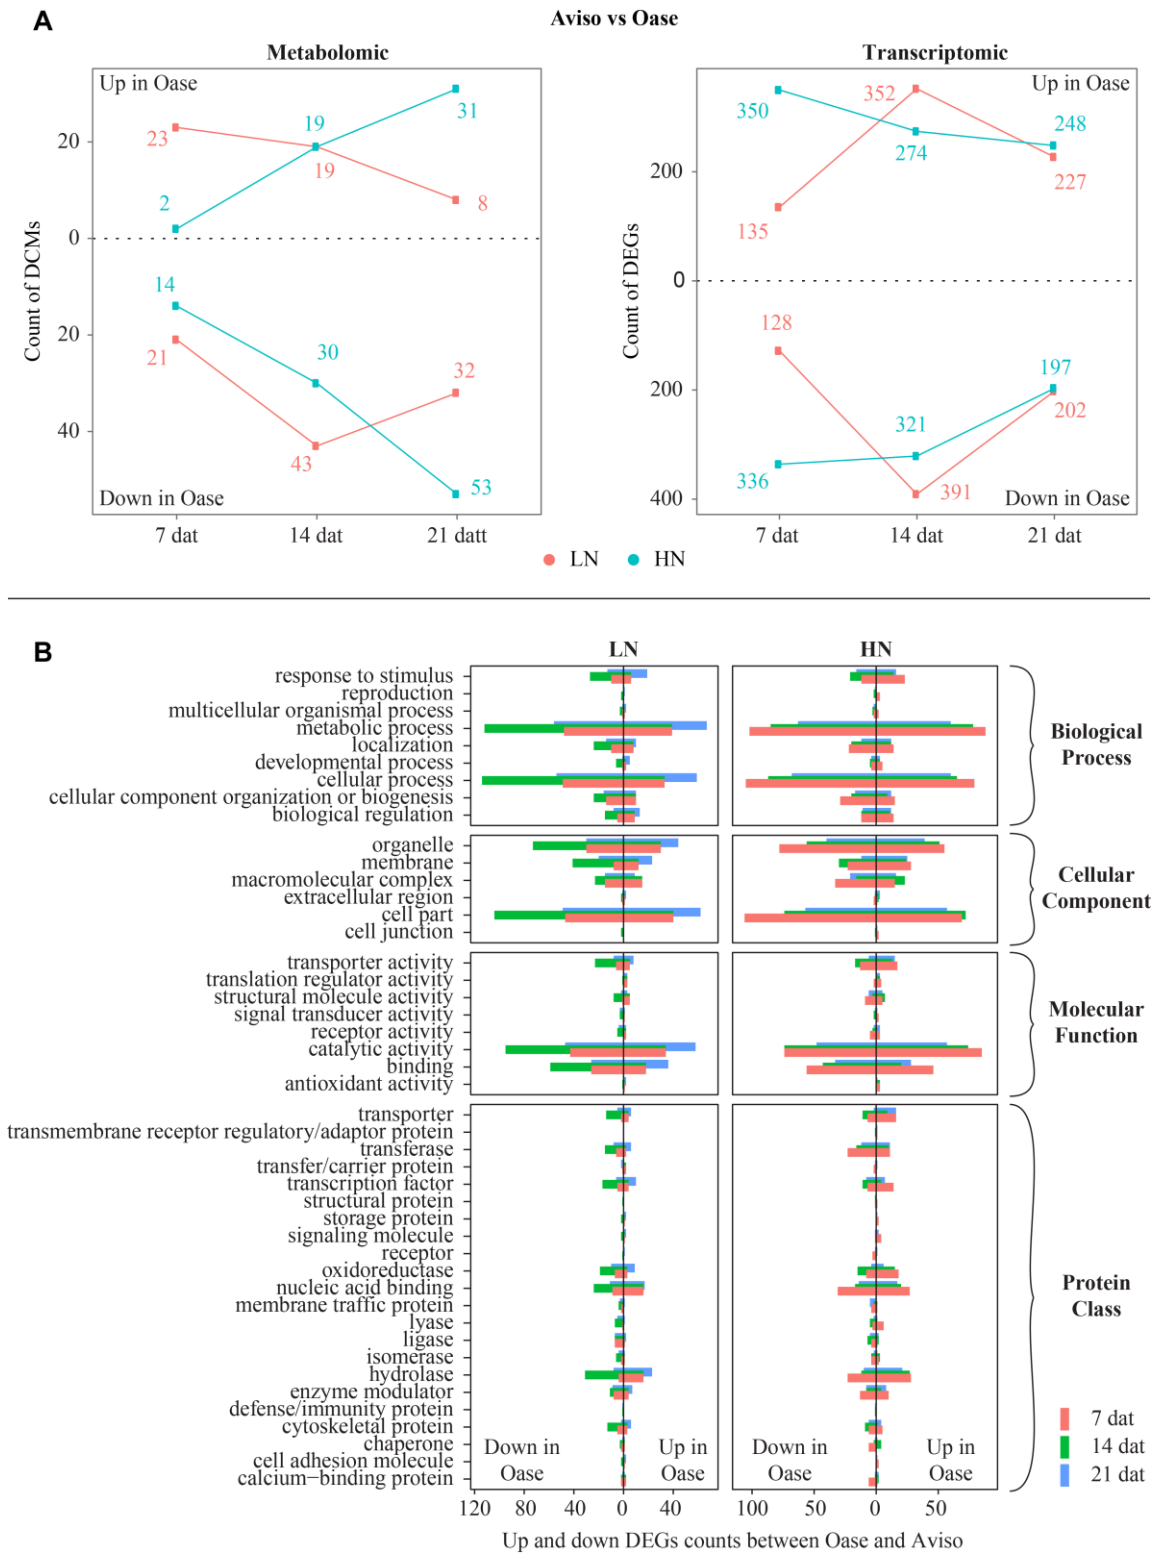 A
Aviso vs Oase
Metabolomic
Transcriptomic
Up in Oase
Up in Oase
Count of DCMs
20
0
20
40
23
19
31
2
19
8
14
30
32
21
43
53
Down in Oase
7 dat
14 dat
21 datt
Count of DEGs
200
0
200
400
350
352
248
274
227
135
128
197
321
202
336
391
Down in Oase
7 dat
14 dat
21 dat
LN
HN
B
LN
HN
response to stimulus
reproduction
multicellular organismal process
metabolic process
localization
developmental process
cellular process
cellular component organization or biogenesis
biological regulation
Biological
Process
organelle
membrane
macromolecular complex
extracellular region
cell part
cell junction
Cellular
Component
transporter activity
translation regulator activity
structural molecule activity
signal transducer activity
receptor activity
catalytic activity
binding
antioxidant activity
Molecular
Function
transporter
transmembrane receptor regulatory/adaptor protein
transferase
transfer/carrier protein
transcription factor
structural protein
storage protein
signaling molecule
receptor
oxidoreductase
nucleic acid binding
membrane traffic protein
lyase
ligase
isomerase
hydrolase
enzyme modulator
defense/immunity protein
cytoskeletal protein
chaperone
cell adhesion molecule
calcium−binding protein
Protein
Class
Down in
Oase
Up in
Oase
Down in
Oase
Up in
Oase
7 dat
14 dat
21 dat
120 80 40 0 40
100 50 0 50
Up and down DEGs counts between Oase and Aviso